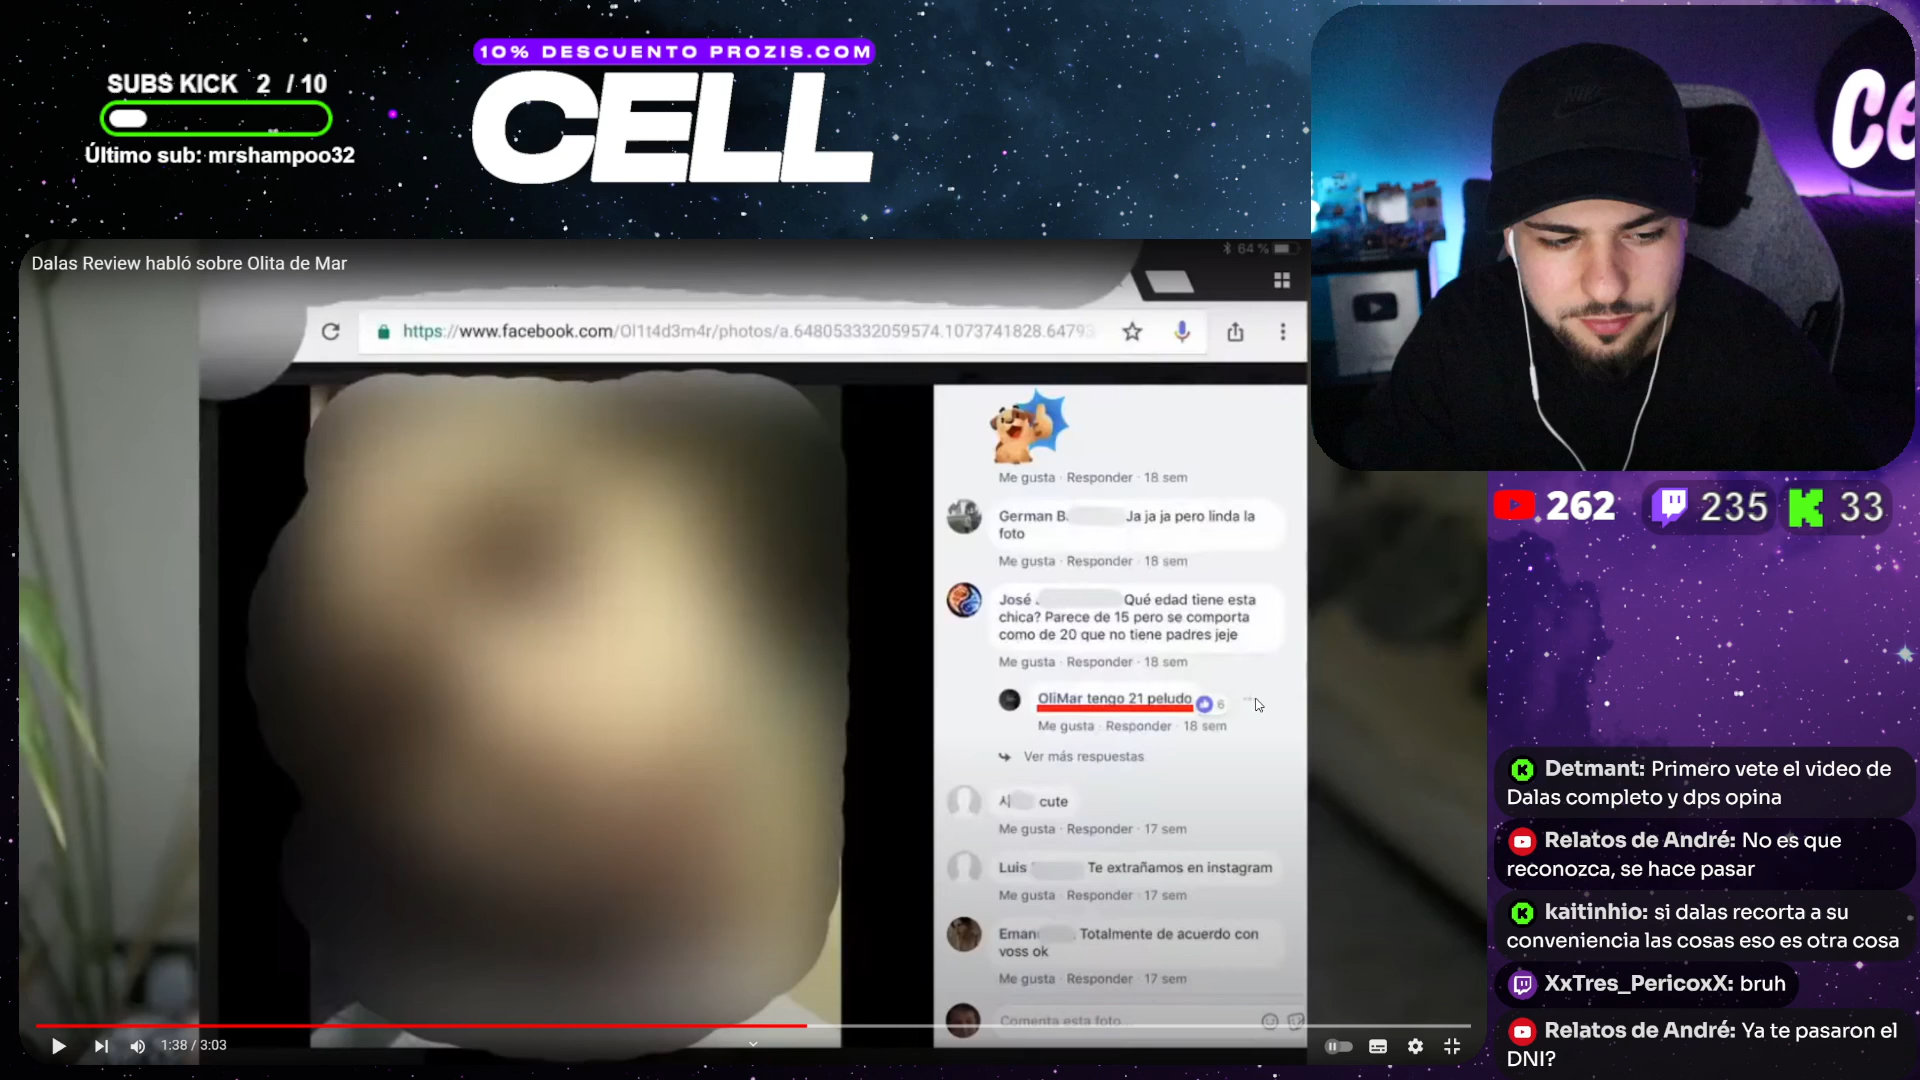 10% DESCUENTO PROZIS.COM
CELL
SUBS KICK 2 / 10
Último sub: mrshampoo32
Dalas Review habló sobre Olita de Mar
64 %
https://www.facebook.com/Ol1t4d3m4r/photos/a.648053332059574.1073741828.64793
Me gusta · Responder · 18 sem
German B. Ja ja ja pero linda la
foto
Me gusta · Responder · 18 sem
José . Qué edad tiene esta
chica? Parece de 15 pero se comporta
como de 20 que no tiene padres jeje
Me gusta · Responder · 18 sem
OliMar tengo 21 peludo 6
Me gusta · Responder · 18 sem
Ver más respuestas
cute
Me gusta · Responder · 17 sem
Luis Te extrañamos en instagram
Me gusta · Responder · 17 sem
Eman . Totalmente de acuerdo con
voss ok
Me gusta · Responder · 17 sem
Comenta esta foto...
1:38 / 3:03
Ce
262 235 33
Detmant: Primero vete el video de
Dalas completo y dps opina
Relatos de André: No es que
reconozca, se hace pasar
kaitinhio: si dalas recorta a su
conveniencia las cosas eso es otra cosa
XxTres_PericoxX: bruh
Relatos de André: Ya te pasaron el
DNI?